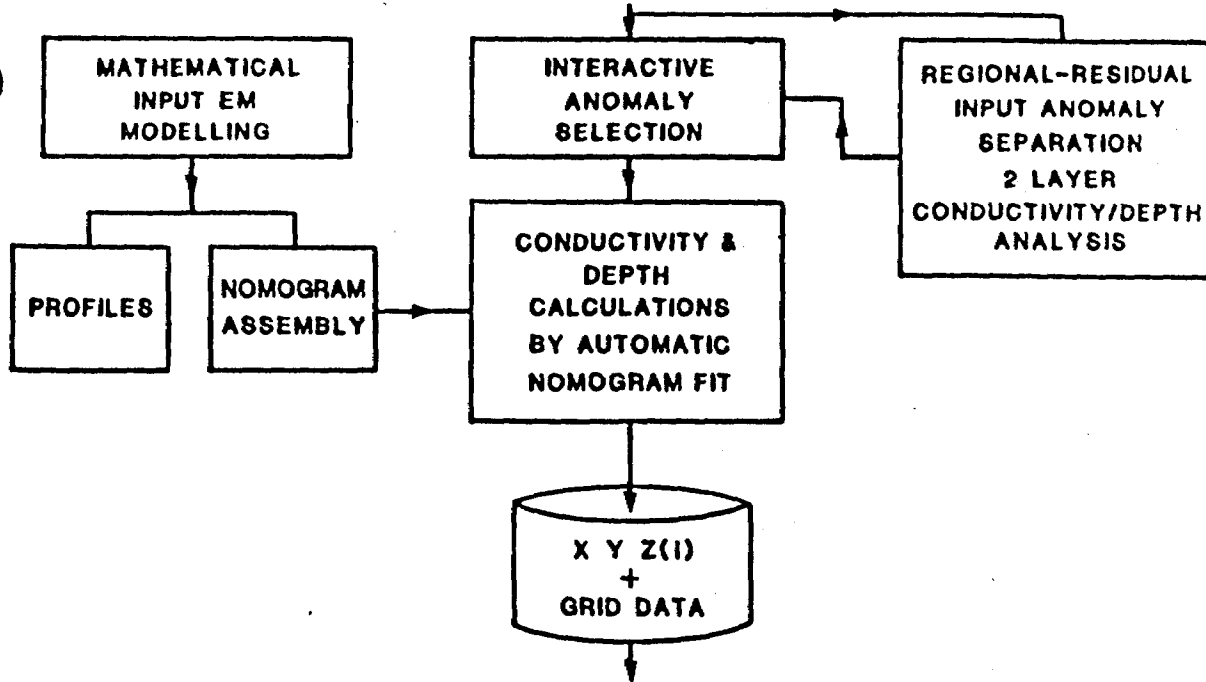 MATHEMATICAL
INPUT EM
MODELLING
INTERACTIVE
ANOMALY
SELECTION
REGIONAL-RESIDUAL
INPUT ANOMALY
SEPARATION
2 LAYER
CONDUCTIVITY/DEPTH
ANALYSIS
PROFILES
NOMOGRAM
ASSEMBLY
CONDUCTIVITY &
DEPTH
CALCULATIONS
BY AUTOMATIC
NOMOGRAM FIT
X Y Z(I)
+
GRID DATA